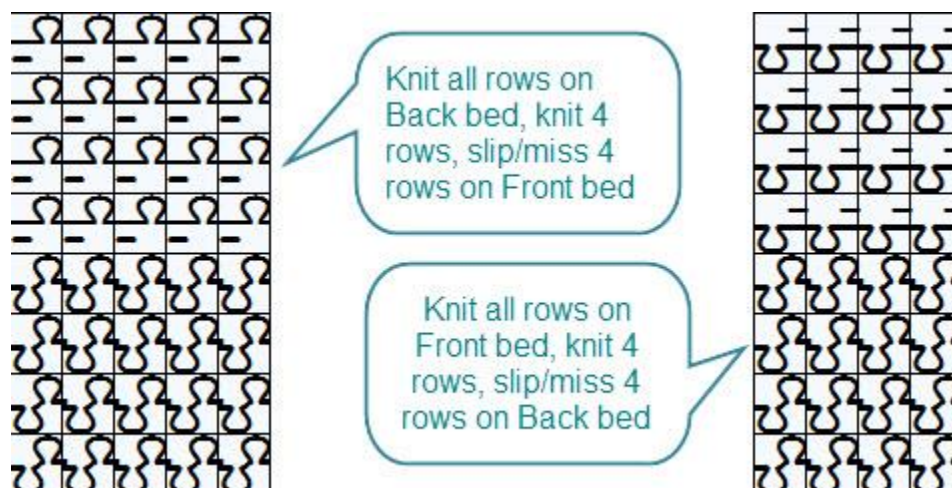 Knit all rows on
Back bed, knit 4
rows, slip/miss 4
rows on Front bed
Knit all rows on
Front bed, knit 4
rows, slip/miss 4
rows on Back bed